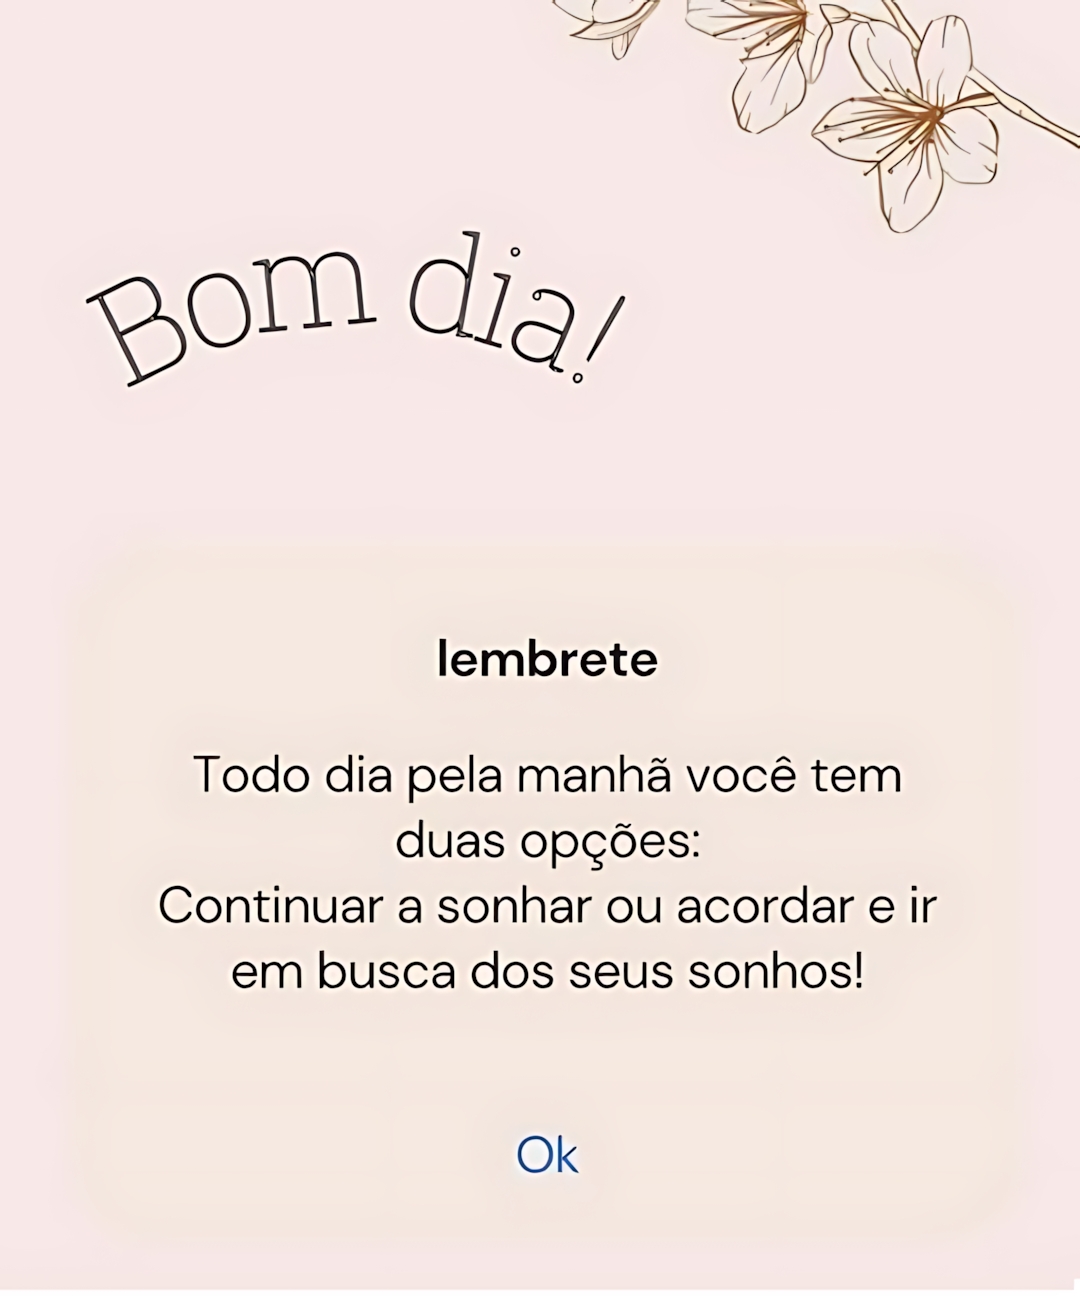 Bom dia!
lembrete
Todo dia pela manhã você tem
duas opções:
Continuar a sonhar ou acordar e ir
em busca dos seus sonhos!
Ok